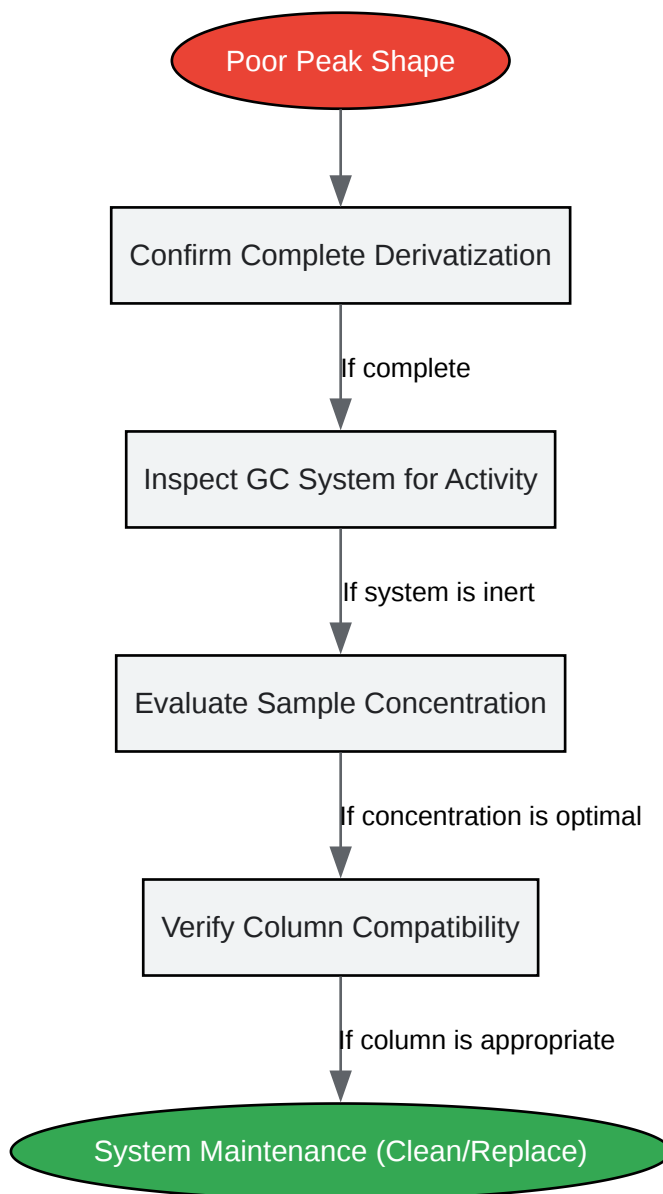 Poor Peak Shape
Confirm Complete Derivatization
If complete
Inspect GC System for Activity
If system is inert
Evaluate Sample Concentration
If concentration is optimal
Verify Column Compatibility
If column is appropriate
System Maintenance (Clean/Replace)